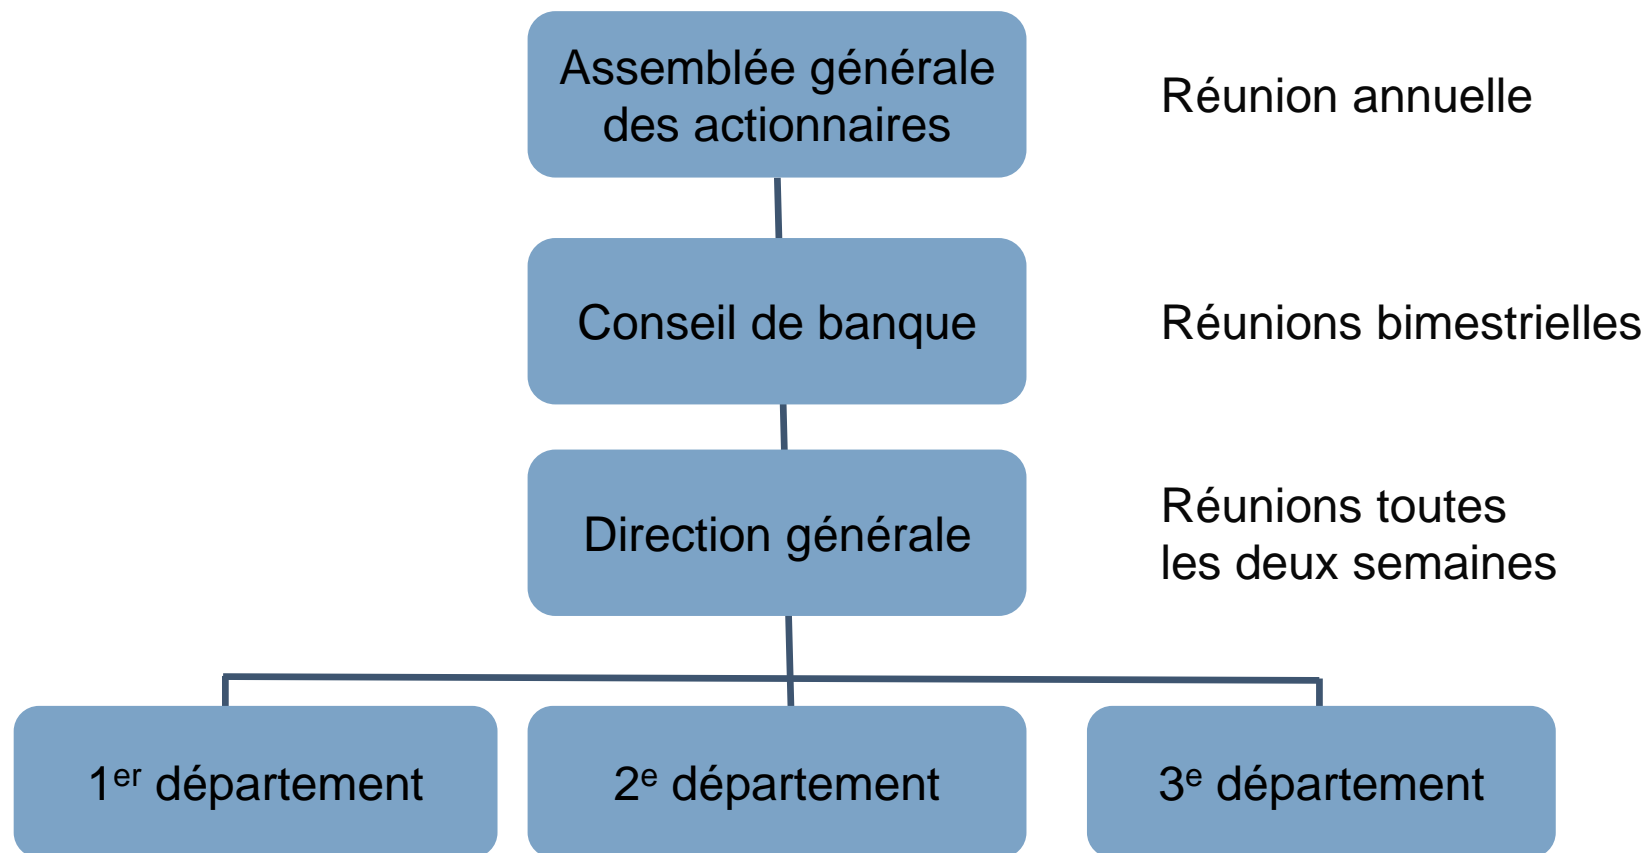 Assemblée générale
des actionnaires
Réunion annuelle
Conseil de banque
Réunions bimestrielles
Direction générale
Réunions toutes
les deux semaines
1er département
2e département
3e département